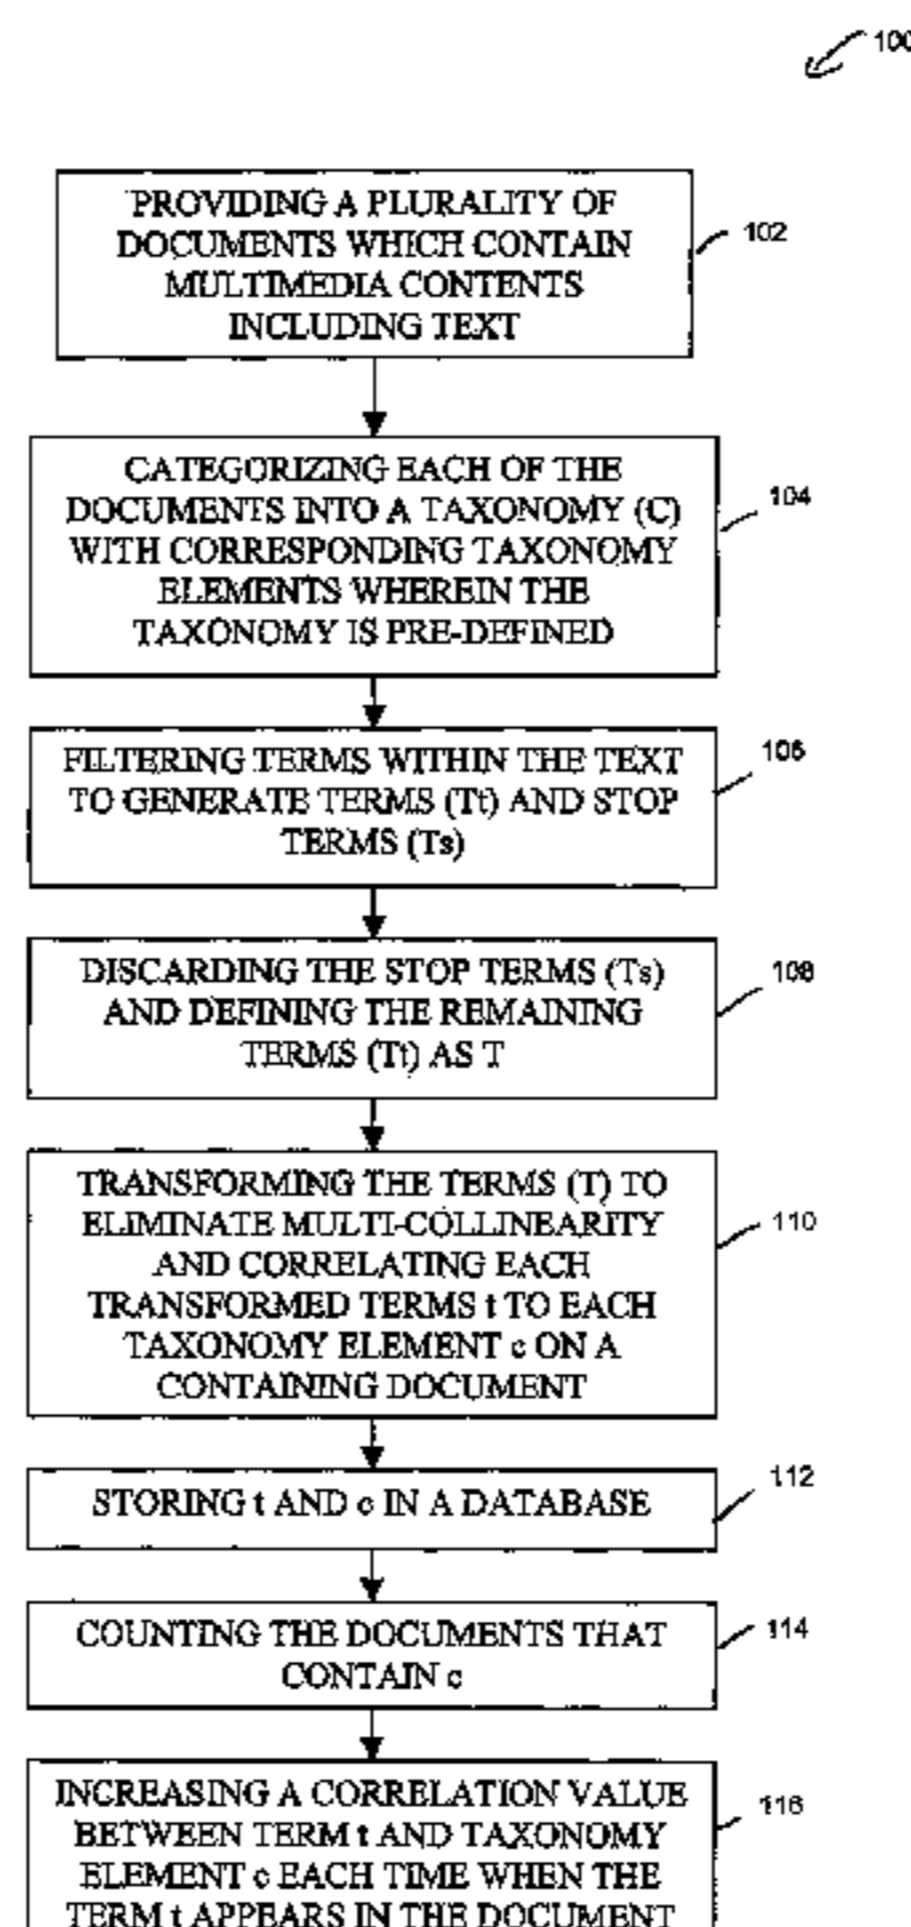 100
PROVIDING A PLURALITY OF
DOCUMENTS WHICH CONTAIN
MULTIMEDIA CONTENTS
INCLUDING TEXT
102
CATEGORIZING EACH OF THE
DOCUMENTS INTO A TAXONOMY (C)
WITH CORRESPONDING TAXONOMY
ELEMENTS WHEREIN THE
TAXONOMY IS PRE-DEFINED
104
FILTERING TERMS WITHIN THE TEXT
TO GENERATE TERMS (Tt) AND STOP
TERMS (Ts)
106
DISCARDING THE STOP TERMS (Ts)
AND DEFINING THE REMAINING
TERMS (Tt) AS T
108
TRANSFORMING THE TERMS (T) TO
ELIMINATE MULTI-COLLINEARITY
AND CORRELATING EACH
TRANSFORMED TERMS t TO EACH
TAXONOMY ELEMENT c ON A
CONTAINING DOCUMENT
110
STORING t AND c IN A DATABASE
112
COUNTING THE DOCUMENTS THAT
CONTAIN c
114
INCREASING A CORRELATION VALUE
BETWEEN TERM t AND TAXONOMY
ELEMENT c EACH TIME WHEN THE
TERM t APPEARS IN THE DOCUMENT
116